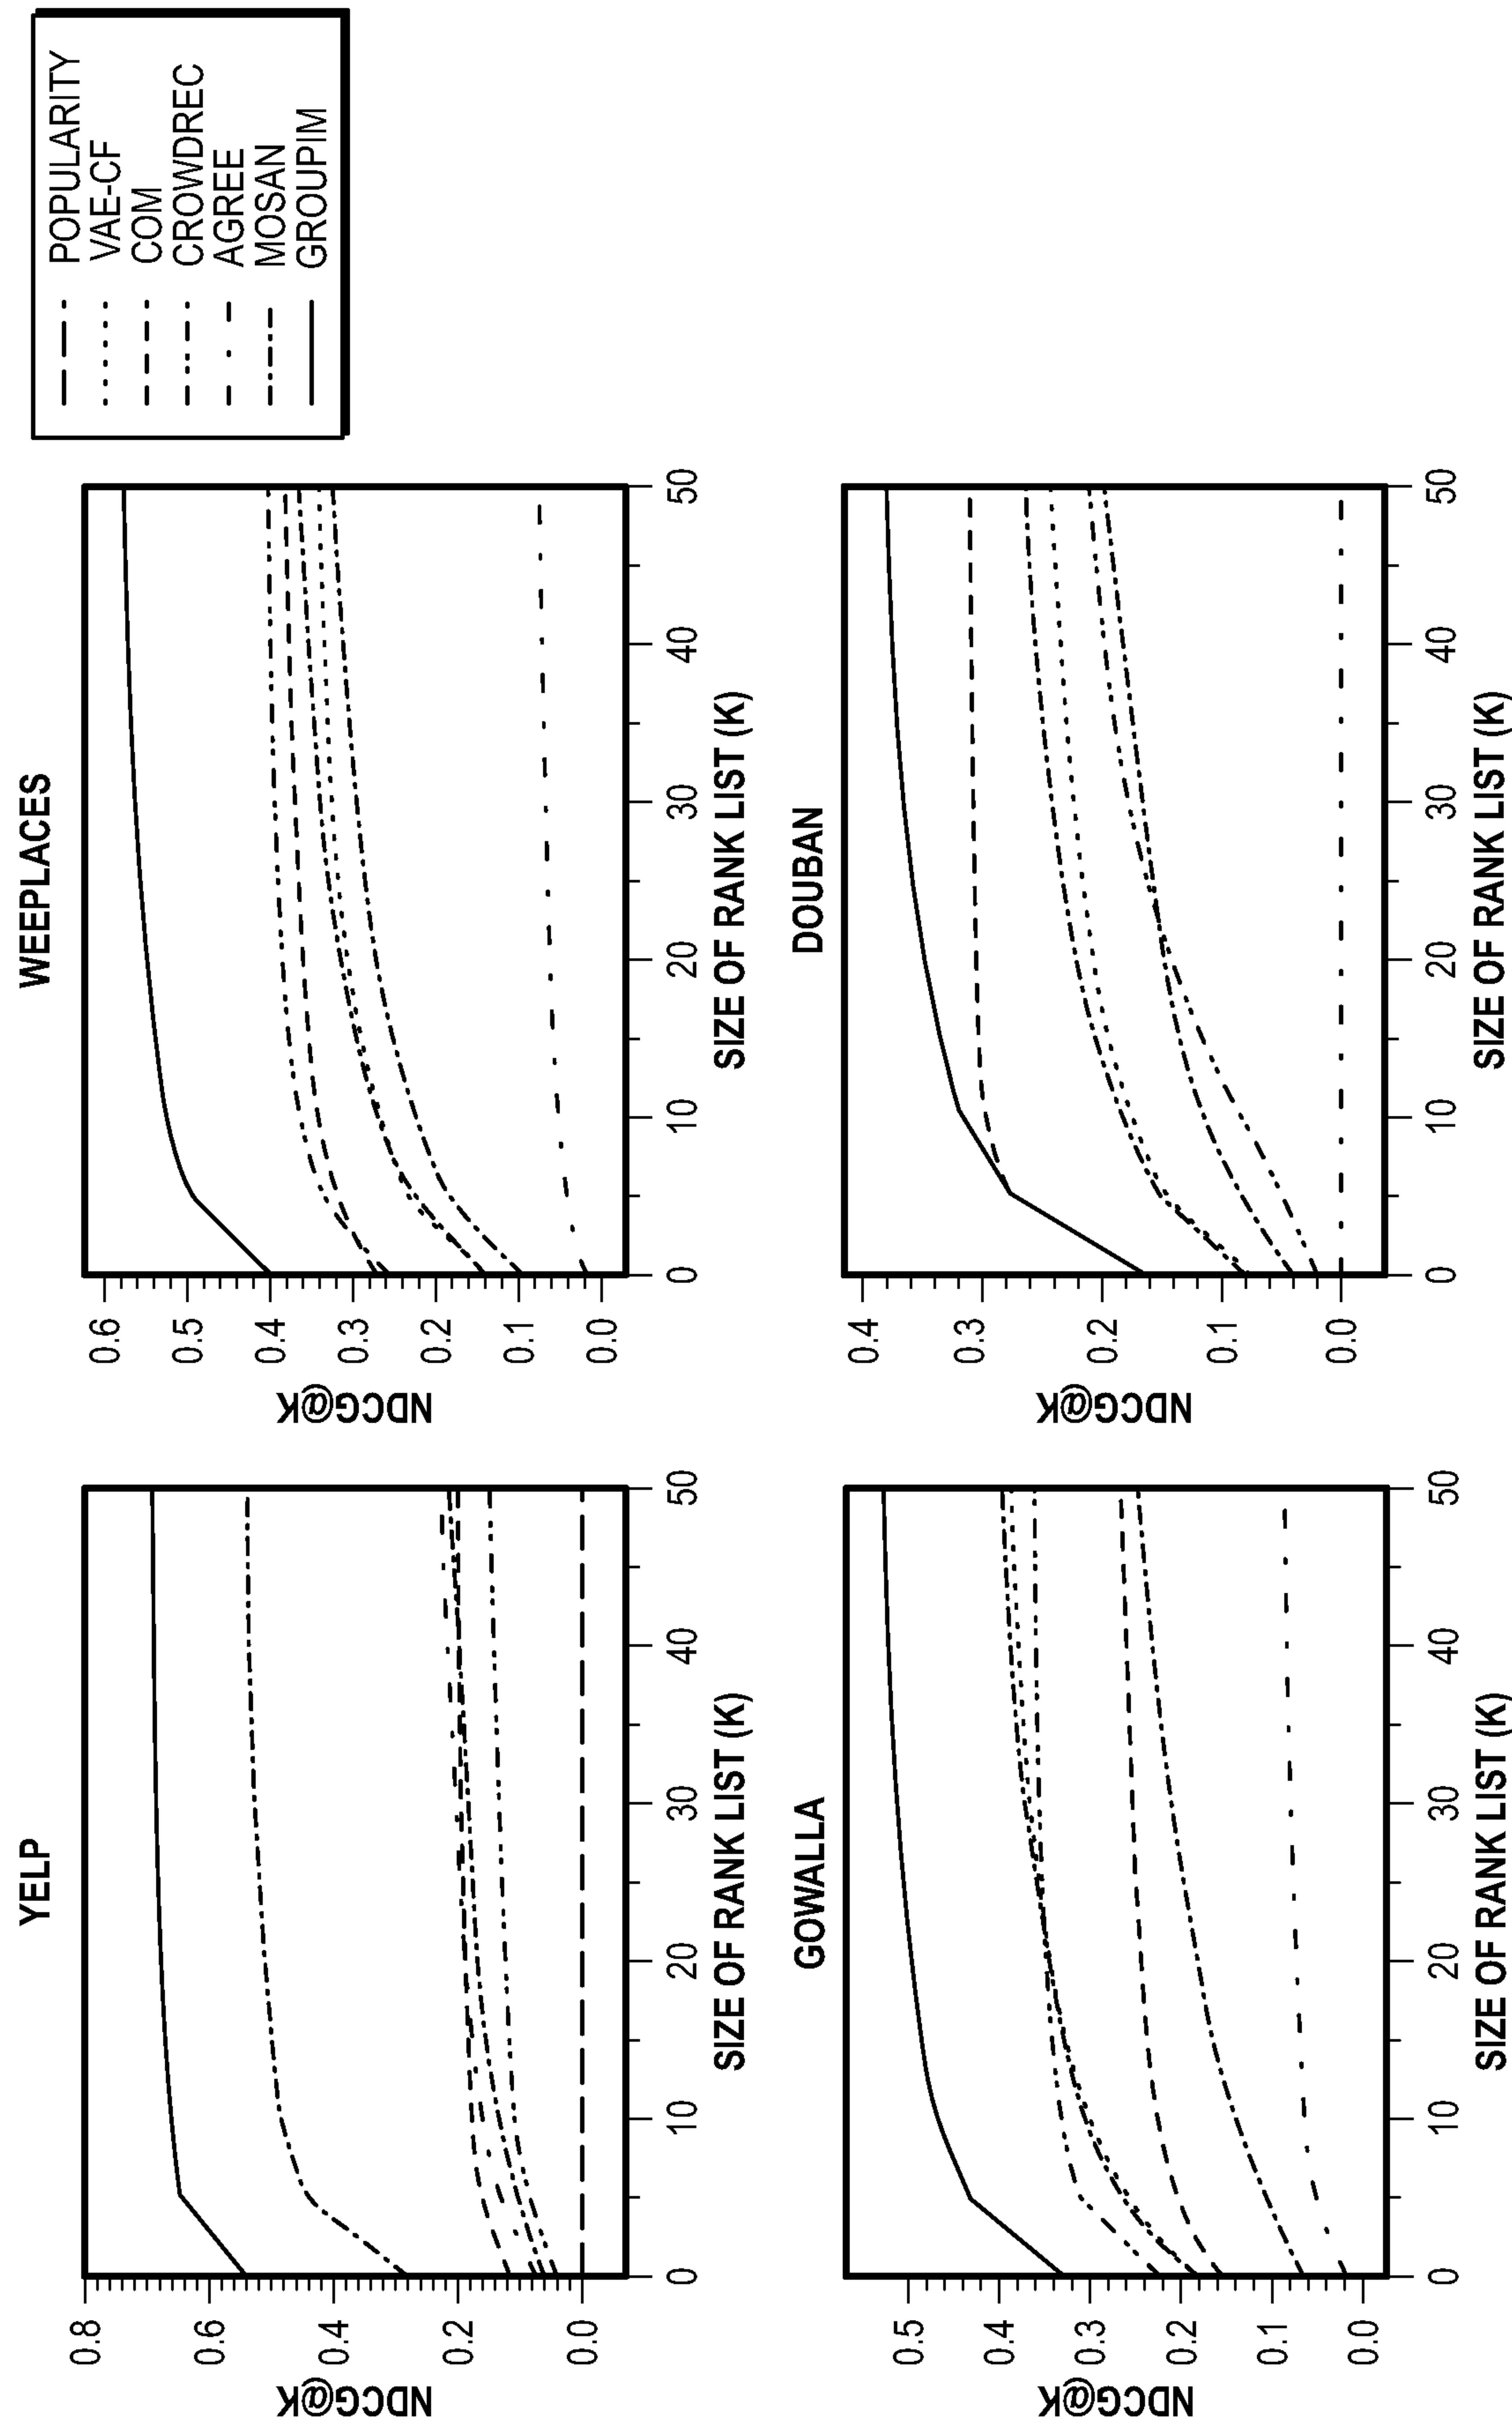 YELP
NDCG@K
0.8
0.6
0.4
0.2
0.0
0 10 20 30 40 50
SIZE OF RANK LIST (K)
WEEPLACES
NDCG@K
0.6
0.5
0.4
0.3
0.2
0.1
0.0
0 10 20 30 40 50
SIZE OF RANK LIST (K)
POPULARITY
VAE-CF
COM
CROWDREC
AGREE
MOSAN
GROUPIM
GOWALLA
NDCG@K
0.5
0.4
0.3
0.2
0.1
0.0
0 10 20 30 40 50
SIZE OF RANK LIST (K)
DOUBAN
NDCG@K
0.4
0.3
0.2
0.1
0.0
0 10 20 30 40 50
SIZE OF RANK LIST (K)